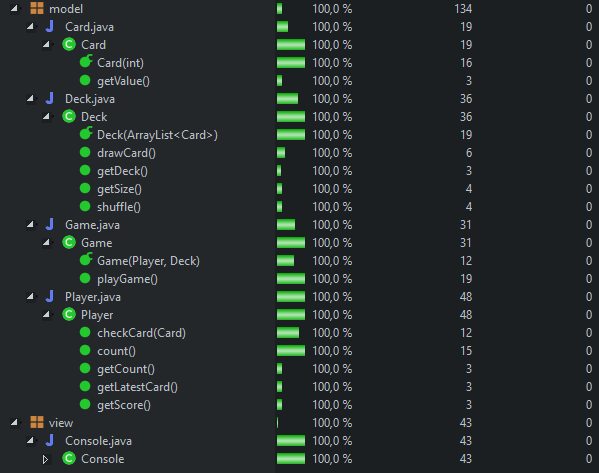 model 100,0 % 134 0
Card.java 100,0 % 19 0
Card 100,0 % 19 0
Card(int) 100,0 % 16 0
getValue() 100,0 % 3 0
Deck.java 100,0 % 36 0
Deck 100,0 % 36 0
Deck(ArrayList<Card>) 100,0 % 19 0
drawCard() 100,0 % 6 0
getDeck() 100,0 % 3 0
getSize() 100,0 % 4 0
shuffle() 100,0 % 4 0
Game.java 100,0 % 31 0
Game 100,0 % 31 0
Game(Player, Deck) 100,0 % 12 0
playGame() 100,0 % 19 0
Player.java 100,0 % 48 0
Player 100,0 % 48 0
checkCard(Card) 100,0 % 12 0
count() 100,0 % 15 0
getCount() 100,0 % 3 0
getLatestCard() 100,0 % 3 0
getScore() 100,0 % 3 0
view 100,0 % 43 0
Console.java 100,0 % 43 0
Console 100,0 % 43 0